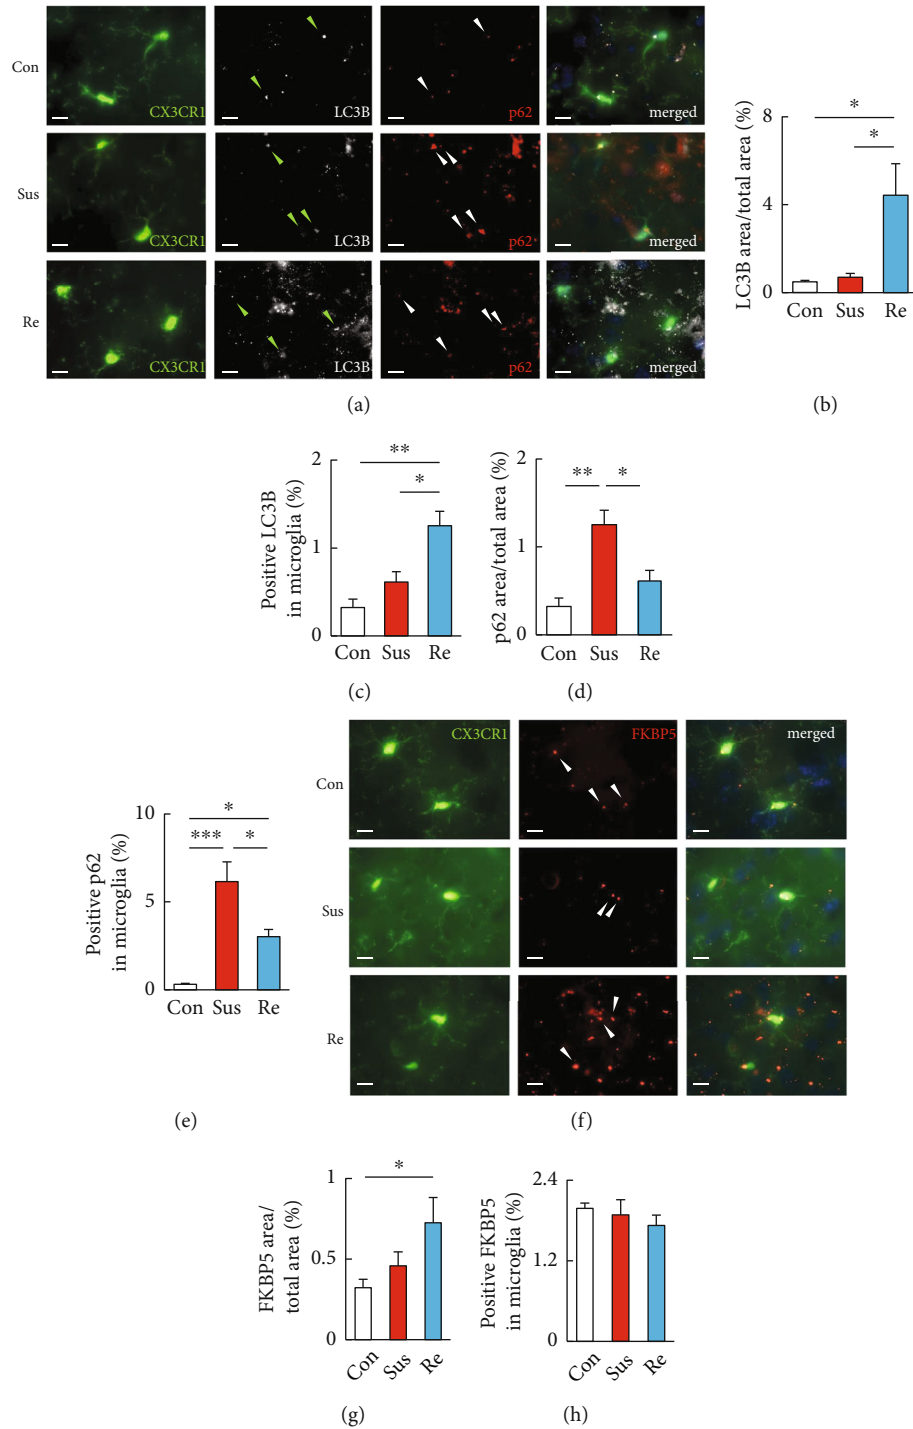 Con
CX3CR1
LC3B
p62
merged
Sus
CX3CR1
LC3B
p62
merged
Re
CX3CR1
LC3B
p62
merged
(a)
LC3B area/total area (%)
8
4
0
*
*
Con Sus Re
(b)
Positive LC3B
in microglia (%)
2
1
0
**
*
Con Sus Re
(c)
p62 area/total area (%)
2
1
0
** *
Con Sus Re
(d)
Positive p62
in microglia (%)
10
5
0
*
*** *
Con Sus Re
(e)
CX3CR1
FKBP5
merged
Con
Sus
Re
(f)
FKBP5 area/
total area (%)
1
0.5
0
*
Con Sus Re
(g)
Positive FKBP5
in microglia (%)
2.4
1.2
0
Con Sus Re
(h)